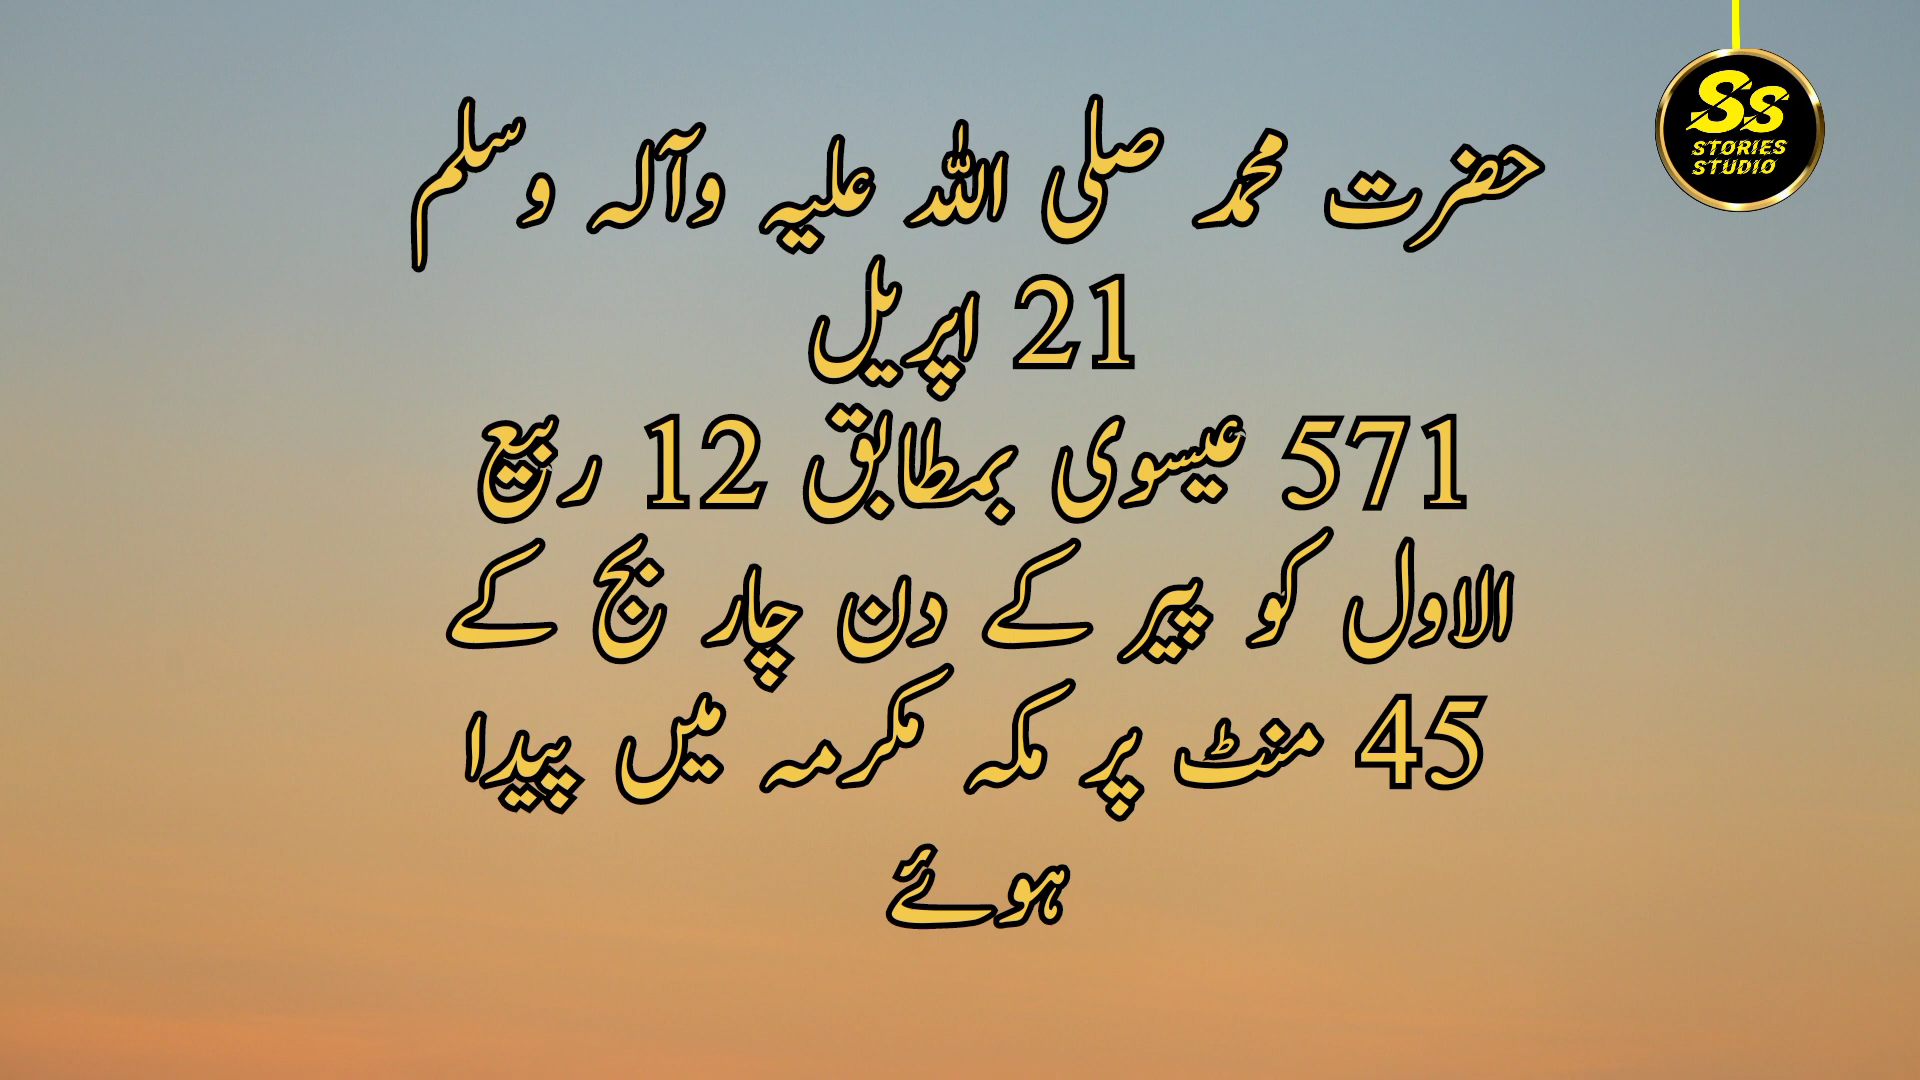 SS
STORIES
STUDIO
حضرت محمد صلی اللہ علیہ وآلہ وسلم
21 اپریل
571 عیسوی بمطابق 12 ربیع
الاول کو پیر کے دن چار بج کے
45 منٹ پر مکہ مکرمہ میں پیدا
ہوئے